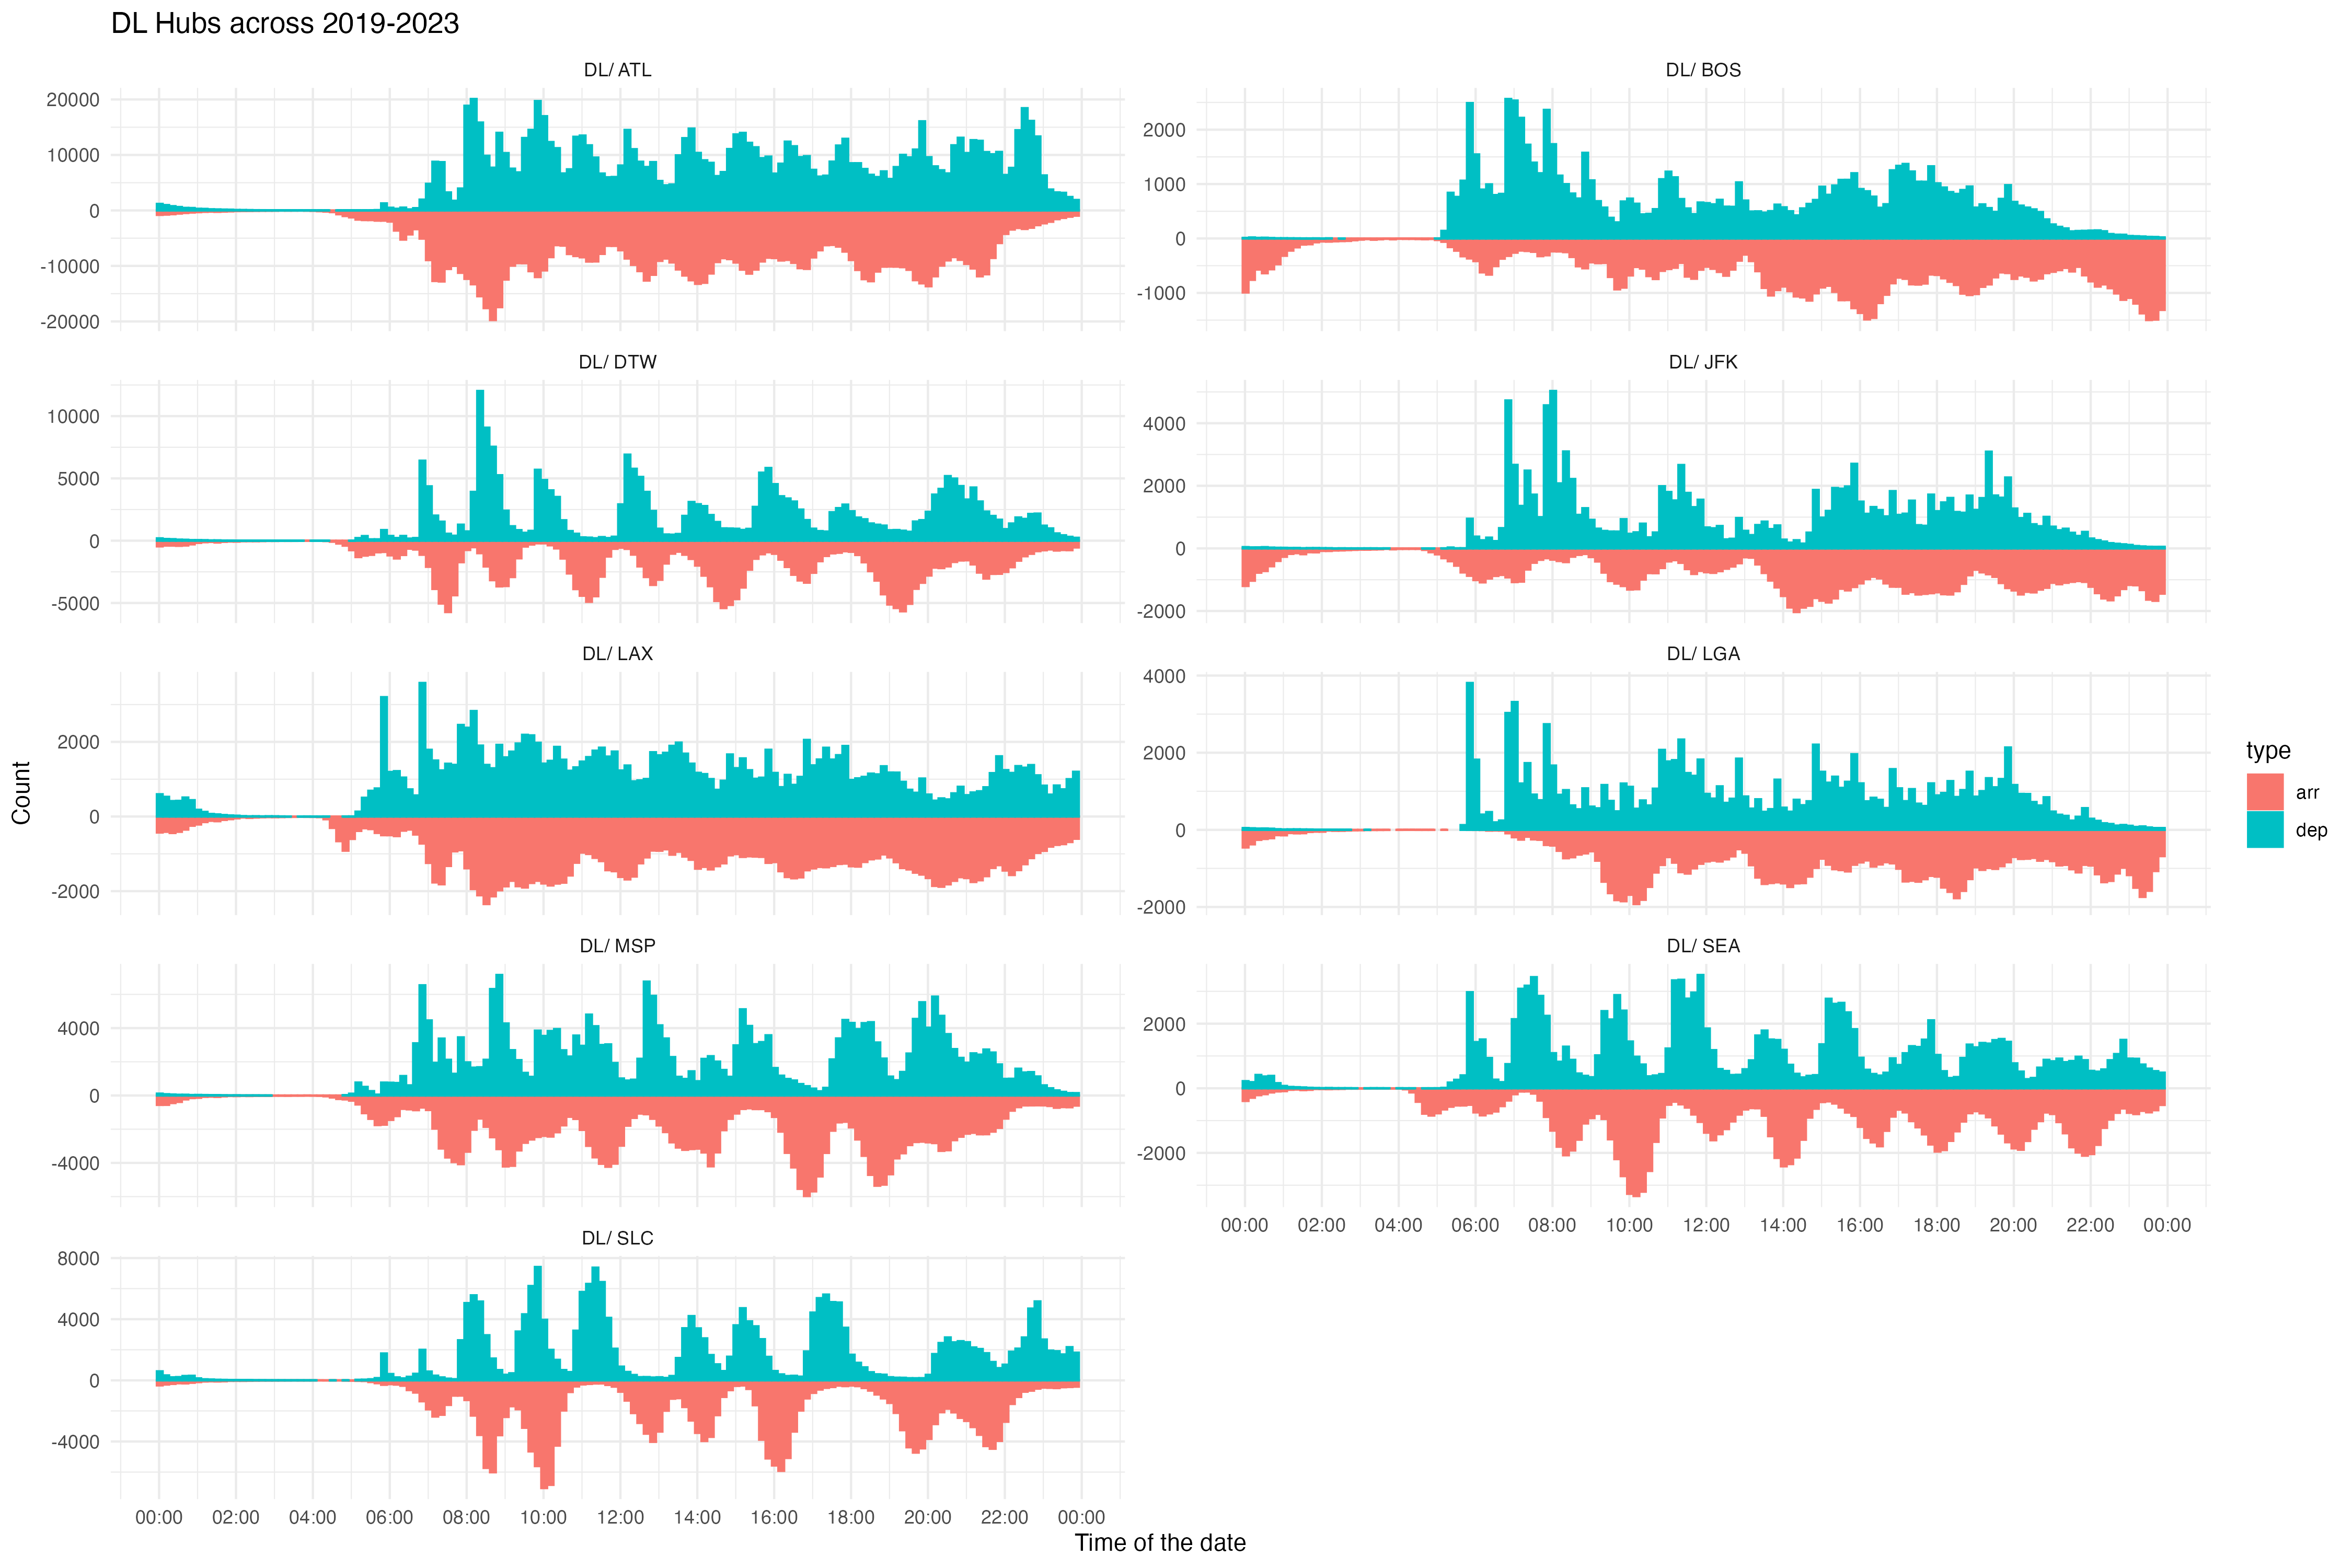 DL Hubs across 2019-2023
DL/ ATL
20000
10000
0
-10000
-20000
DL/ BOS
2000
1000
0
-1000
DL/ DTW
10000
5000
0
-5000
DL/ JFK
4000
2000
0
-2000
DL/ LAX
2000
0
-2000
DL/ LGA
4000
2000
0
-2000
DL/ MSP
4000
0
-4000
DL/ SEA
2000
0
-2000
00:00 02:00 04:00 06:00 08:00 10:00 12:00 14:00 16:00 18:00 20:00 22:00 00:00
DL/ SLC
8000
4000
0
-4000
00:00 02:00 04:00 06:00 08:00 10:00 12:00 14:00 16:00 18:00 20:00 22:00 00:00
Time of the date
Count
type
arr
dep